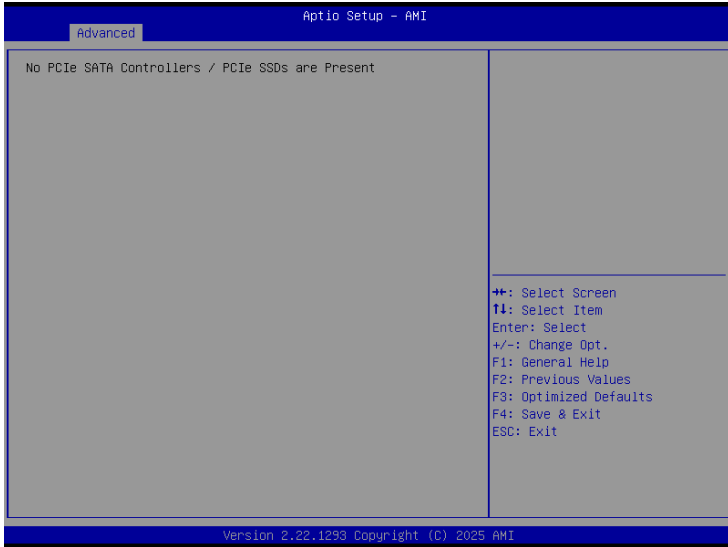 Aptio Setup – AMI
Advanced
No PCIe SATA Controllers / PCIe SSDs are Present
→←: Select Screen
↑↓: Select Item
Enter: Select
+/-: Change Opt.
F1: General Help
F2: Previous Values
F3: Optimized Defaults
F4: Save & Exit
ESC: Exit
Version 2.22.1293 Copyright (C) 2025 AMI